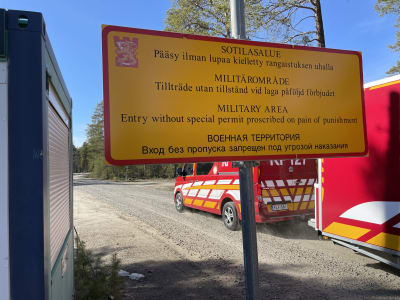 SOTILASALUE
Pääsy ilman lupaa kielletty rangaistuksen uhalla
MILITÄROMRÅDE
Tillträde utan tillstånd vid laga påföljd förbjudet
MILITARY AREA
Entry without special permit proscribed on pain of punishment
ВОЕННАЯ ТЕРРИТОРИЯ
Вход без пропуска запрещен под угрозой наказания